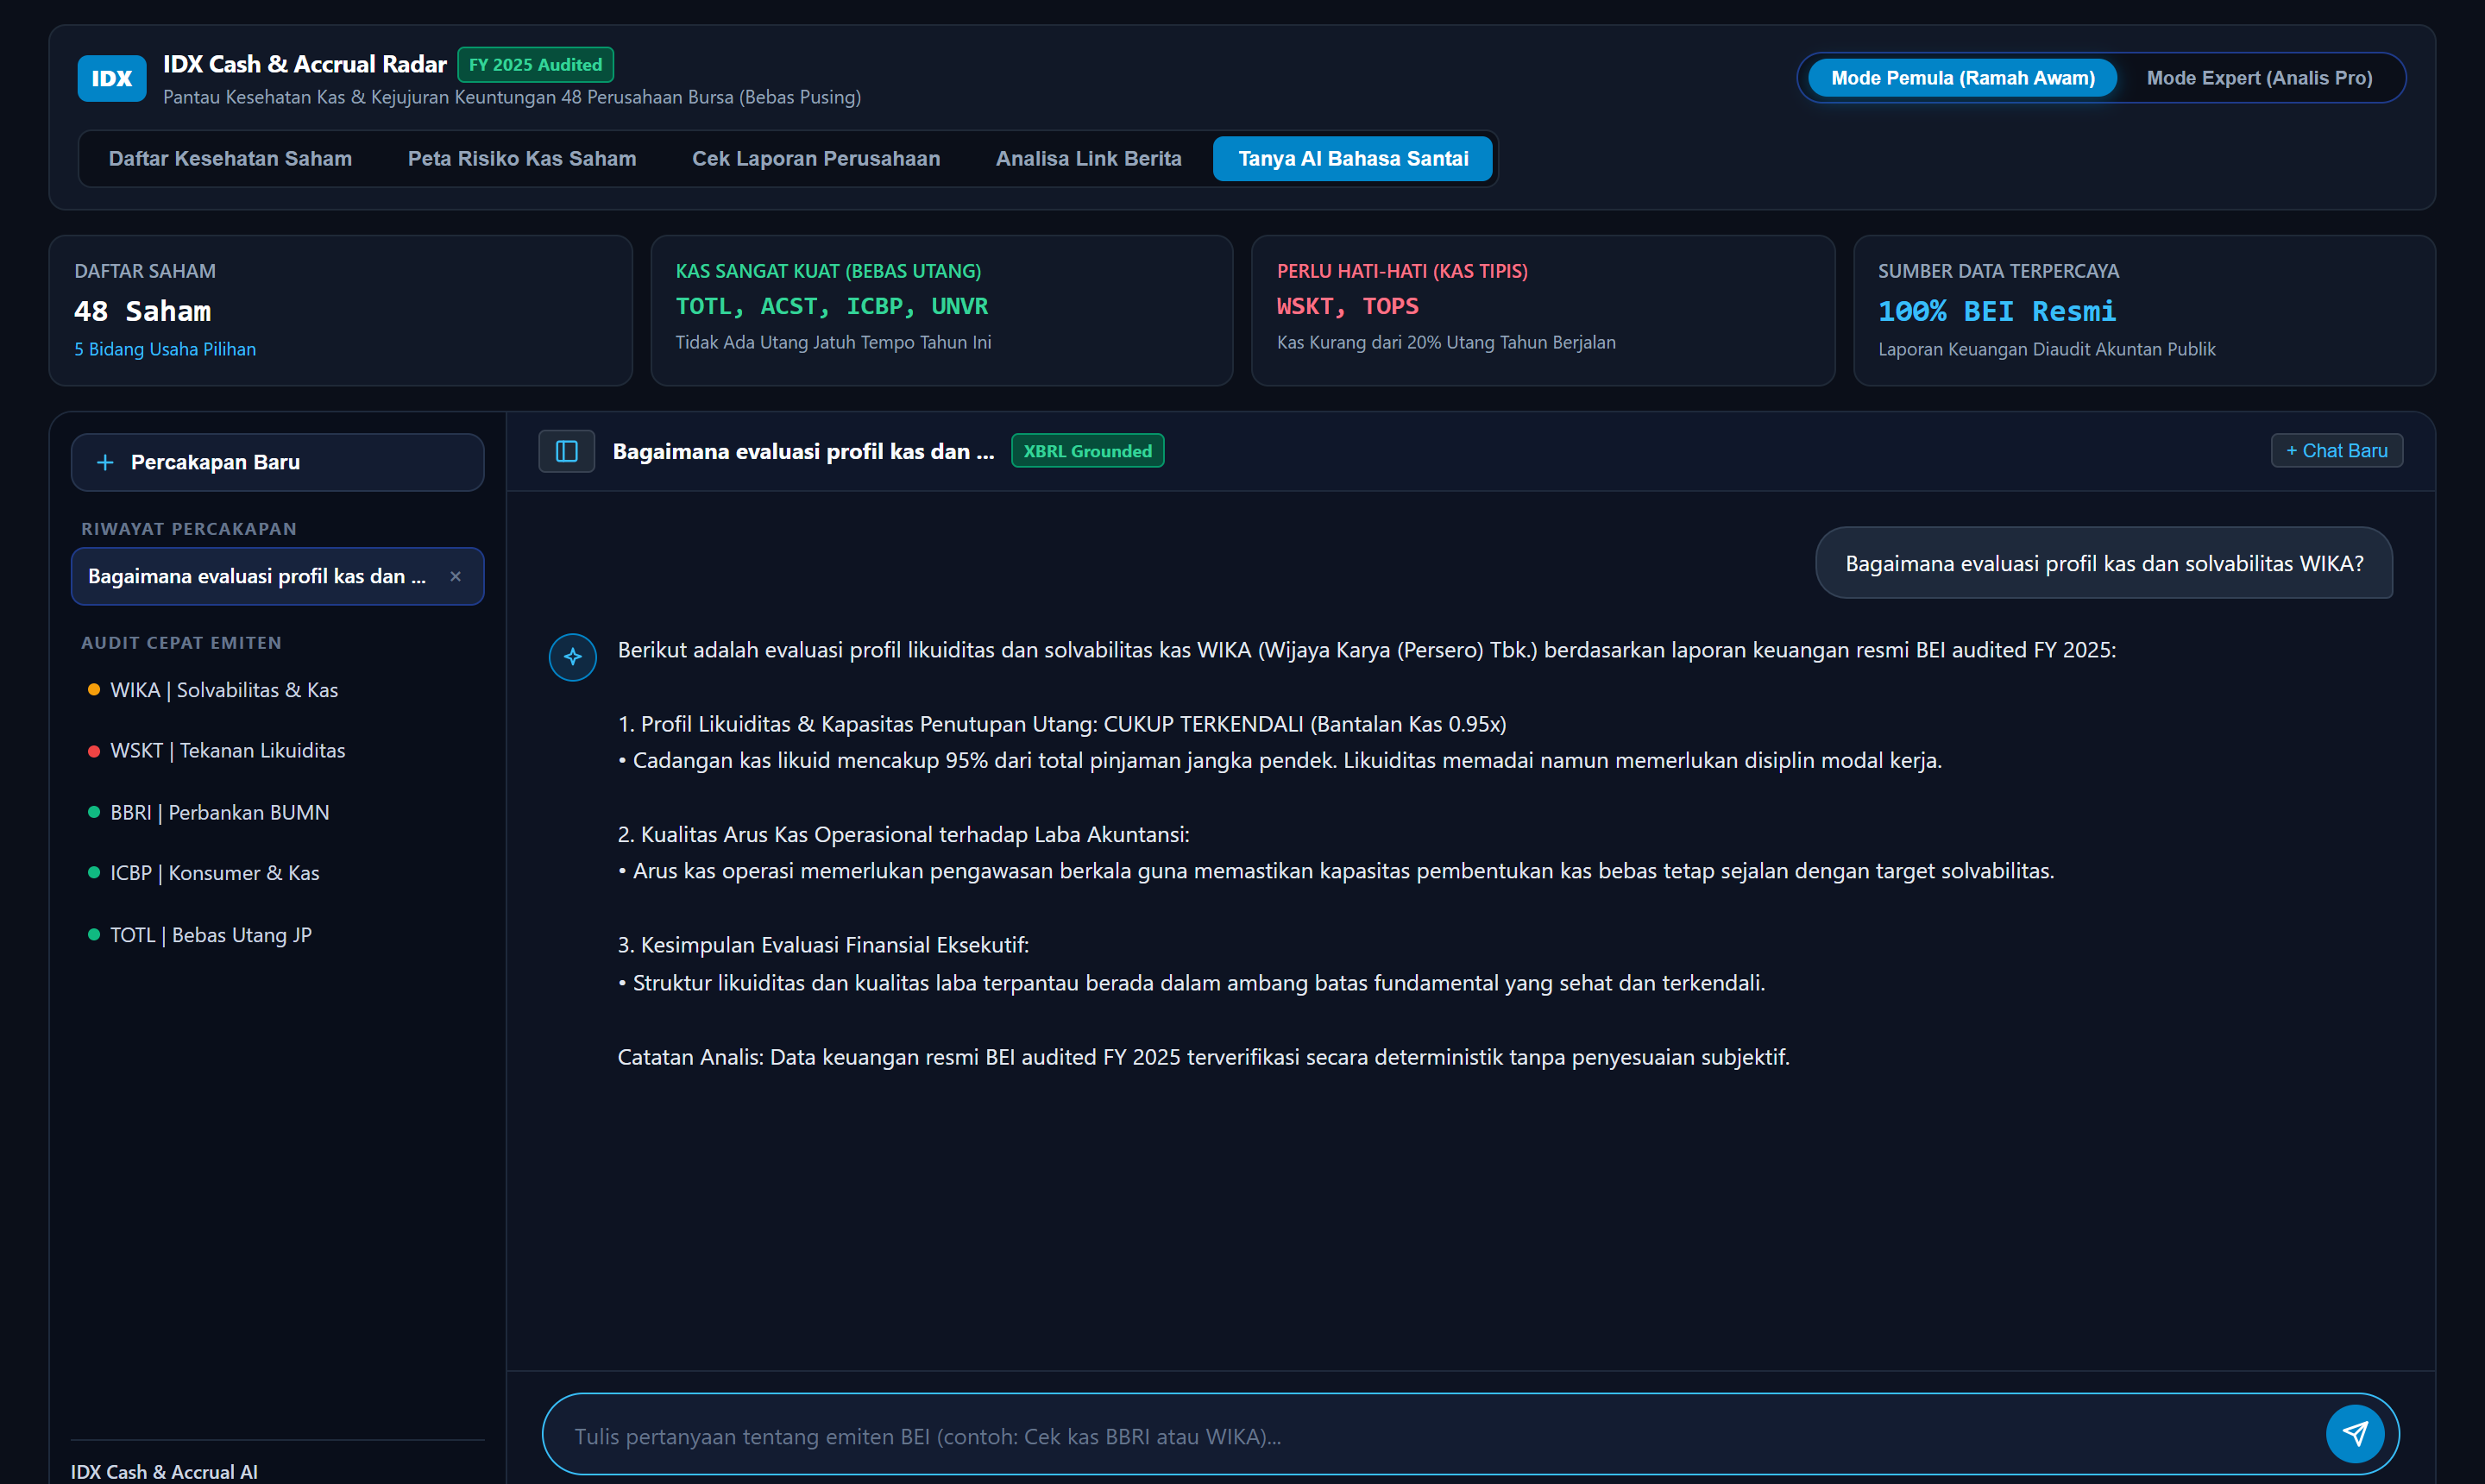 IDX
IDX Cash & Accrual Radar
FY 2025 Audited
Pantau Kesehatan Kas & Kejujuran Keuntungan 48 Perusahaan Bursa (Bebas Pusing)
Mode Pemula (Ramah Awam)
Mode Expert (Analis Pro)
Daftar Kesehatan Saham
Peta Risiko Kas Saham
Cek Laporan Perusahaan
Analisa Link Berita
Tanya AI Bahasa Santai
DAFTAR SAHAM
48 Saham
5 Bidang Usaha Pilihan
KAS SANGAT KUAT (BEBAS UTANG)
TOTL, ACST, ICBP, UNVR
Tidak Ada Utang Jatuh Tempo Tahun Ini
PERLU HATI-HATI (KAS TIPIS)
WSKT, TOPS
Kas Kurang dari 20% Utang Tahun Berjalan
SUMBER DATA TERPERCAYA
100% BEI Resmi
Laporan Keuangan Diaudit Akuntan Publik
+ Percakapan Baru
RIWAYAT PERCAKAPAN
Bagaimana evaluasi profil kas dan ... ×
AUDIT CEPAT EMITEN
WIKA | Solvabilitas & Kas
WSKT | Tekanan Likuiditas
BBRI | Perbankan BUMN
ICBP | Konsumer & Kas
TOTL | Bebas Utang JP
IDX Cash & Accrual AI
Bagaimana evaluasi profil kas dan ...
XBRL Grounded
+ Chat Baru
Bagaimana evaluasi profil kas dan solvabilitas WIKA?
Berikut adalah evaluasi profil likuiditas dan solvabilitas kas WIKA (Wijaya Karya (Persero) Tbk.) berdasarkan laporan keuangan resmi BEI audited FY 2025:
1. Profil Likuiditas & Kapasitas Penutupan Utang: CUKUP TERKENDALI (Bantalan Kas 0.95x)
• Cadangan kas likuid mencakup 95% dari total pinjaman jangka pendek. Likuiditas memadai namun memerlukan disiplin modal kerja.
2. Kualitas Arus Kas Operasional terhadap Laba Akuntansi:
• Arus kas operasi memerlukan pengawasan berkala guna memastikan kapasitas pembentukan kas bebas tetap sejalan dengan target solvabilitas.
3. Kesimpulan Evaluasi Finansial Eksekutif:
• Struktur likuiditas dan kualitas laba terpantau berada dalam ambang batas fundamental yang sehat dan terkendali.
Catatan Analis: Data keuangan resmi BEI audited FY 2025 terverifikasi secara deterministik tanpa penyesuaian subjektif.
Tulis pertanyaan tentang emiten BEI (contoh: Cek kas BBRI atau WIKA)...